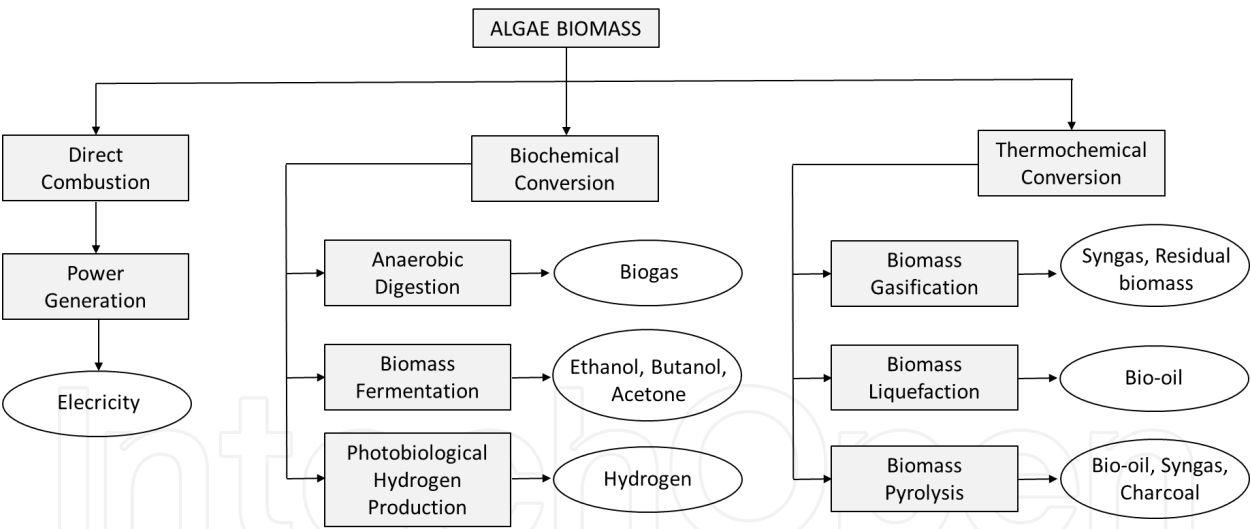 ALGAE BIOMASS
Direct
Combustion
Power
Generation
Elecricity
Biochemical
Conversion
Anaerobic
Digestion
Biogas
Biomass
Fermentation
Ethanol, Butanol,
Acetone
Photobiological
Hydrogen
Production
Hydrogen
Thermochemical
Conversion
Biomass
Gasification
Syngas, Residual
biomass
Biomass
Liquefaction
Bio-oil
Biomass
Pyrolysis
Bio-oil, Syngas,
Charcoal
IntechOpen